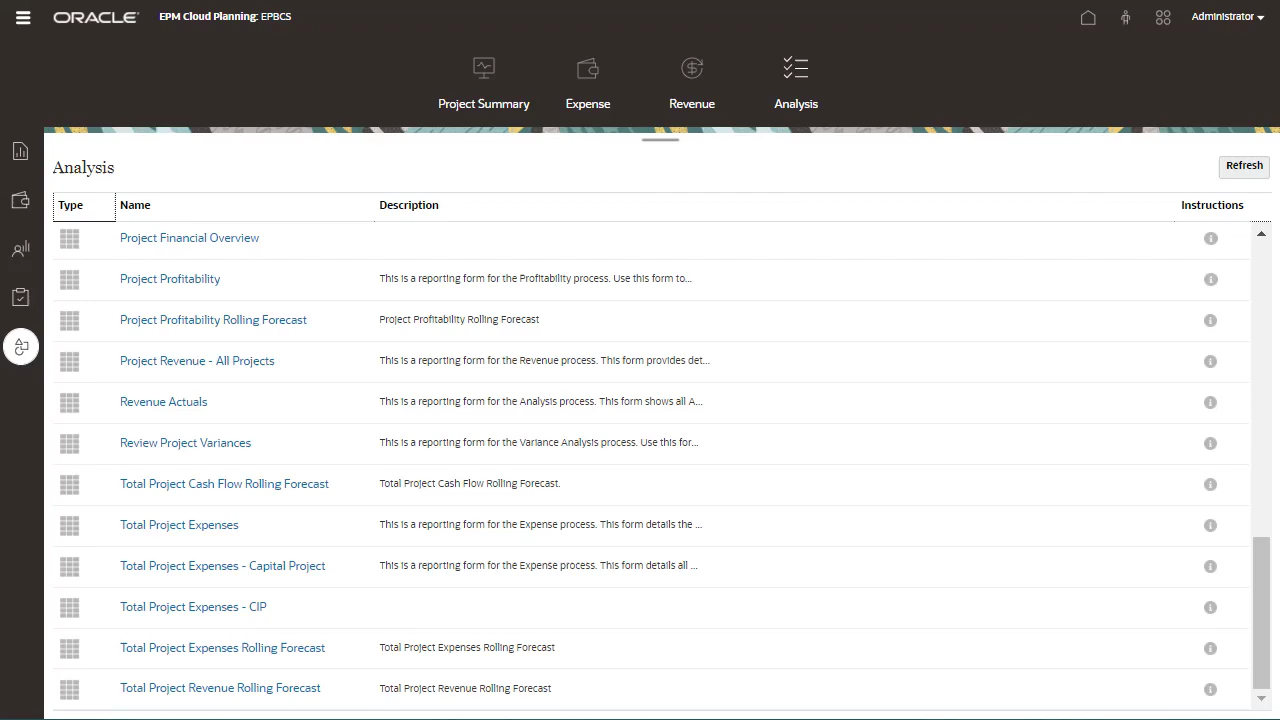 ORACLE EPM Cloud Planning: EPBCS Administrator
Project Summary Expense Revenue Analysis
Analysis
Refresh
Type Name Description Instructions
Project Financial Overview
Project Profitability This is a reporting form for the Profitability process. Use this form to...
Project Profitability Rolling Forecast Project Profitability Rolling Forecast
Project Revenue - All Projects This is a reporting form for the Revenue process. This form provides det...
Revenue Actuals This is a reporting form for the Analysis process. This form shows all A...
Review Project Variances This is a reporting form for the Variance Analysis process. Use this for...
Total Project Cash Flow Rolling Forecast Total Project Cash Flow Rolling Forecast.
Total Project Expenses This is a reporting form for the Expense process. This form details the ...
Total Project Expenses - Capital Project This is a reporting form for the Expense process. This form details all ...
Total Project Expenses - CIP
Total Project Expenses Rolling Forecast Total Project Expenses Rolling Forecast
Total Project Revenue Rolling Forecast Total Project Revenue Rolling Forecast